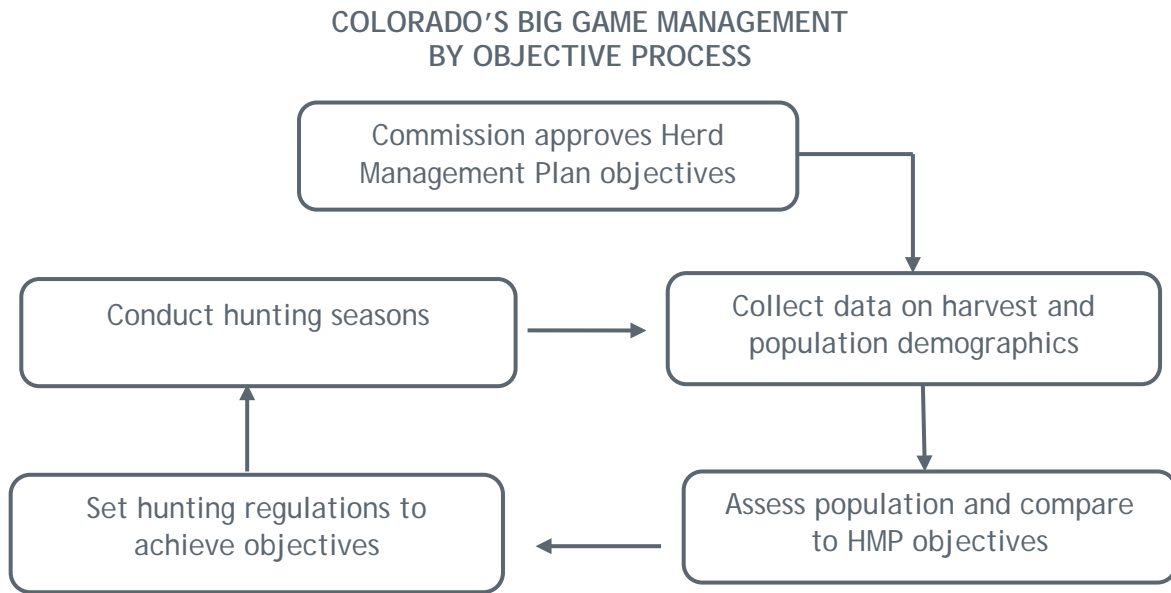 COLORADO'S BIG GAME MANAGEMENT
BY OBJECTIVE PROCESS
Commission approves Herd
Management Plan objectives
Conduct hunting seasons
Collect data on harvest and
population demographics
Set hunting regulations to
achieve objectives
Assess population and compare
to HMP objectives